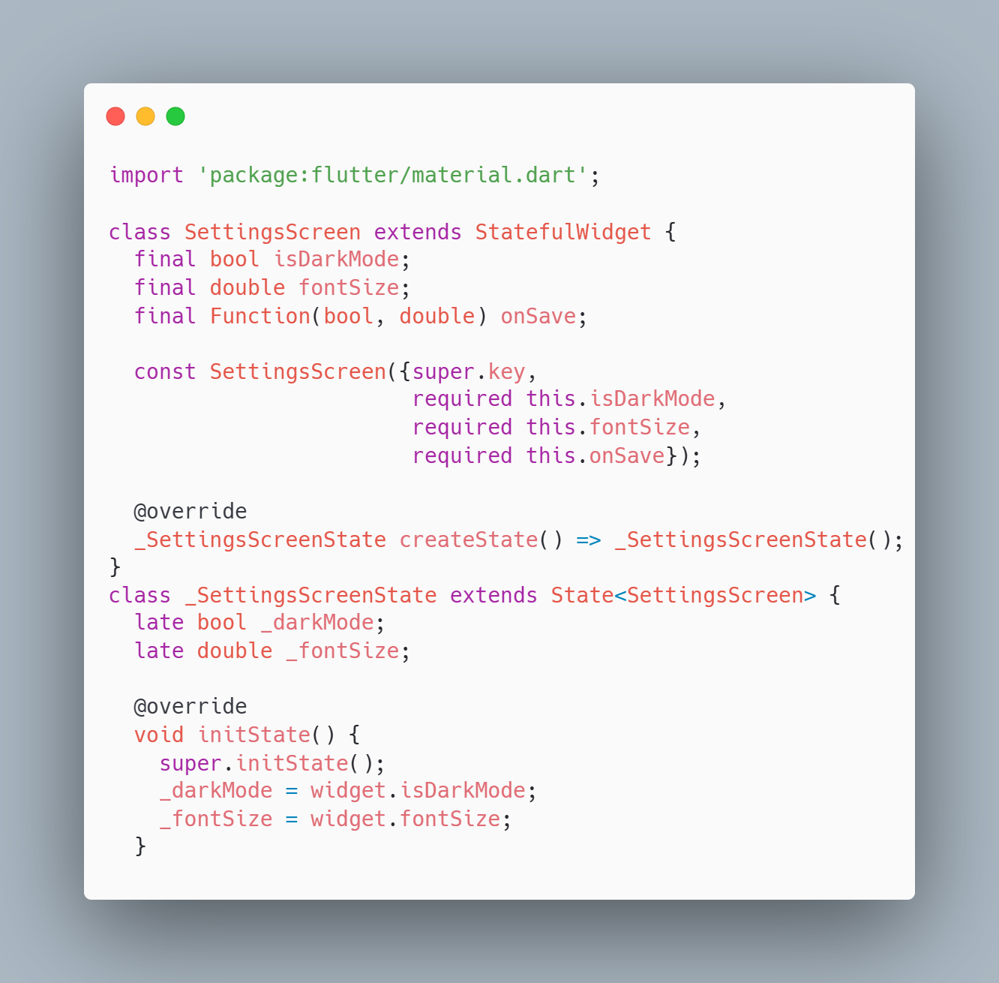 import 'package:flutter/material.dart';

class SettingsScreen extends StatefulWidget {
  final bool isDarkMode;
  final double fontSize;
  final Function(bool, double) onSave;

  const SettingsScreen({super.key,
                        required this.isDarkMode,
                        required this.fontSize,
                        required this.onSave});

  @override
  _SettingsScreenState createState() => _SettingsScreenState();
}
class _SettingsScreenState extends State<SettingsScreen> {
  late bool _darkMode;
  late double _fontSize;

  @override
  void initState() {
    super.initState();
    _darkMode = widget.isDarkMode;
    _fontSize = widget.fontSize;
  }